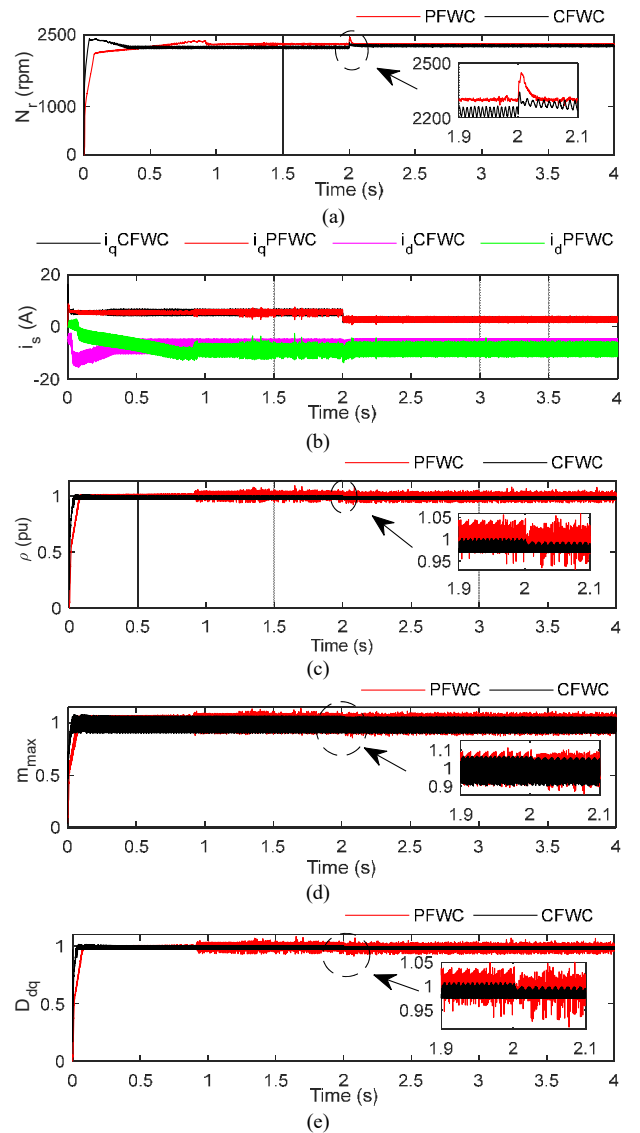 PFWC CFWC
2500
1000
0
N_r (rpm)
2500
2200
1.9 2 2.1
0 0.5 1 1.5 2 2.5 3 3.5 4
Time (s)
(a)
i_qCFWC i_qPFWC i_dCFWC i_dPFWC
20
0
-20
i_s (A)
0 0.5 1 1.5 2 2.5 3 3.5 4
Time (s)
(b)
PFWC CFWC
1
0.5
0
ρ (pu)
1.05
1
0.95
1.9 2 2.1
0 0.5 1 1.5 2 2.5 3 3.5 4
Time (s)
(c)
PFWC CFWC
1
0.5
0
m_max
1.1
1
0.9
1.9 2 2.1
0 0.5 1 1.5 2 2.5 3 3.5 4
Time (s)
(d)
PFWC CFWC
1
0.5
0
D_dq
1.05
1
0.95
1.9 2 2.1
0 0.5 1 1.5 2 2.5 3 3.5 4
Time (s)
(e)